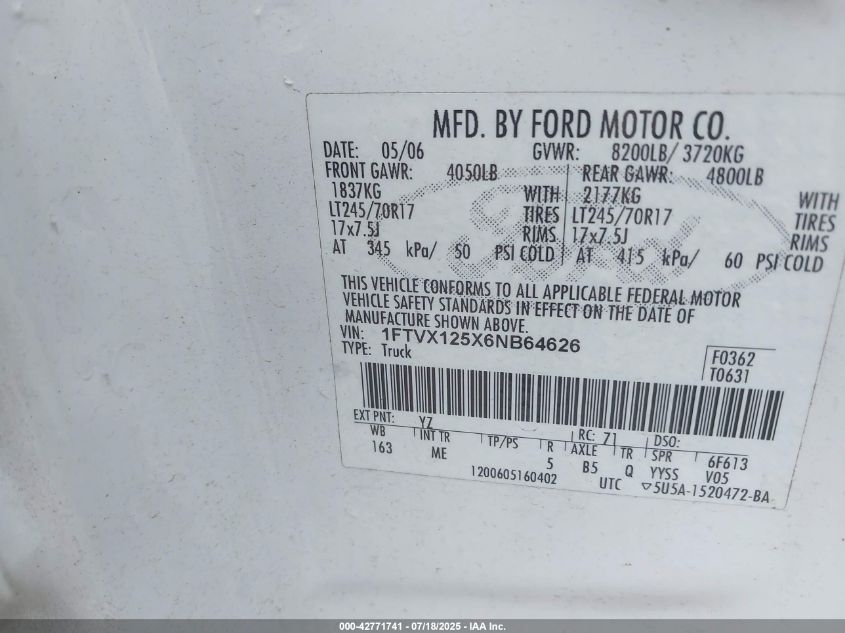 MFD. BY FORD MOTOR CO.
DATE: 05/06 GVWR: 8200LB/ 3720KG
FRONT GAWR: 4050LB REAR GAWR: 4800LB
1837KG WITH 2177KG WITH
LT245/70R17 TIRES LT245/70R17 TIRES
17x7.5J RIMS 17x7.5J RIMS
AT 345 kPa/ 50 PSI COLD AT 415 kPa/ 60 PSI COLD
Ford
THIS VEHICLE CONFORMS TO ALL APPLICABLE FEDERAL MOTOR
VEHICLE SAFETY STANDARDS IN EFFECT ON THE DATE OF
MANUFACTURE SHOWN ABOVE.
VIN: 1FTVX125X6NB64626
TYPE: Truck
F0362
T0631
EXT PNT: YZ RC: 71 DSO:
WB INT TR TP/PS R AXLE TR SPR 6F613
163 ME 5 B5 Q YYSS V05
1200605160402 UTC ▽5U5A-1520472-BA
000-42771741 / 07/18/2025 - IAA Inc.